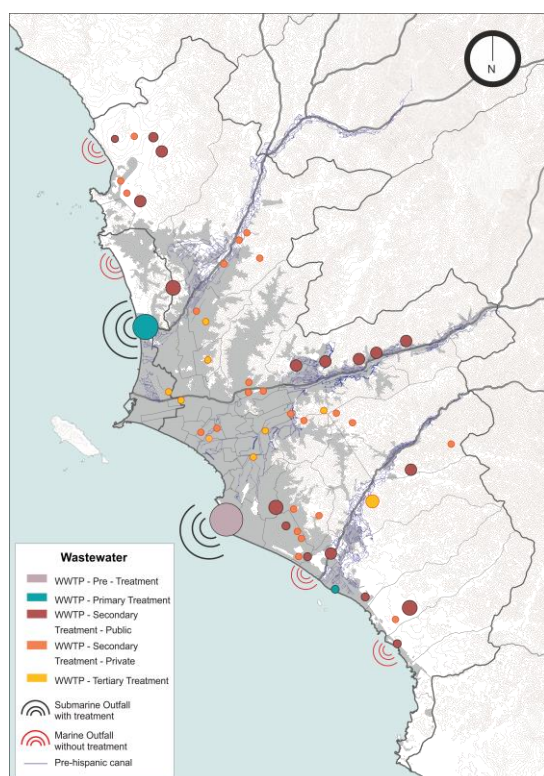 N
Wastewater
WWTP - Pre - Treatment
WWTP - Primary Treatment
WWTP - Secondary
Treatment - Public
WWTP - Secondary
Treatment - Private
WWTP - Tertiary Treatment
Submarine Outfall
with treatment
Marine Outfall
without treatment
Pre-hispanic canal